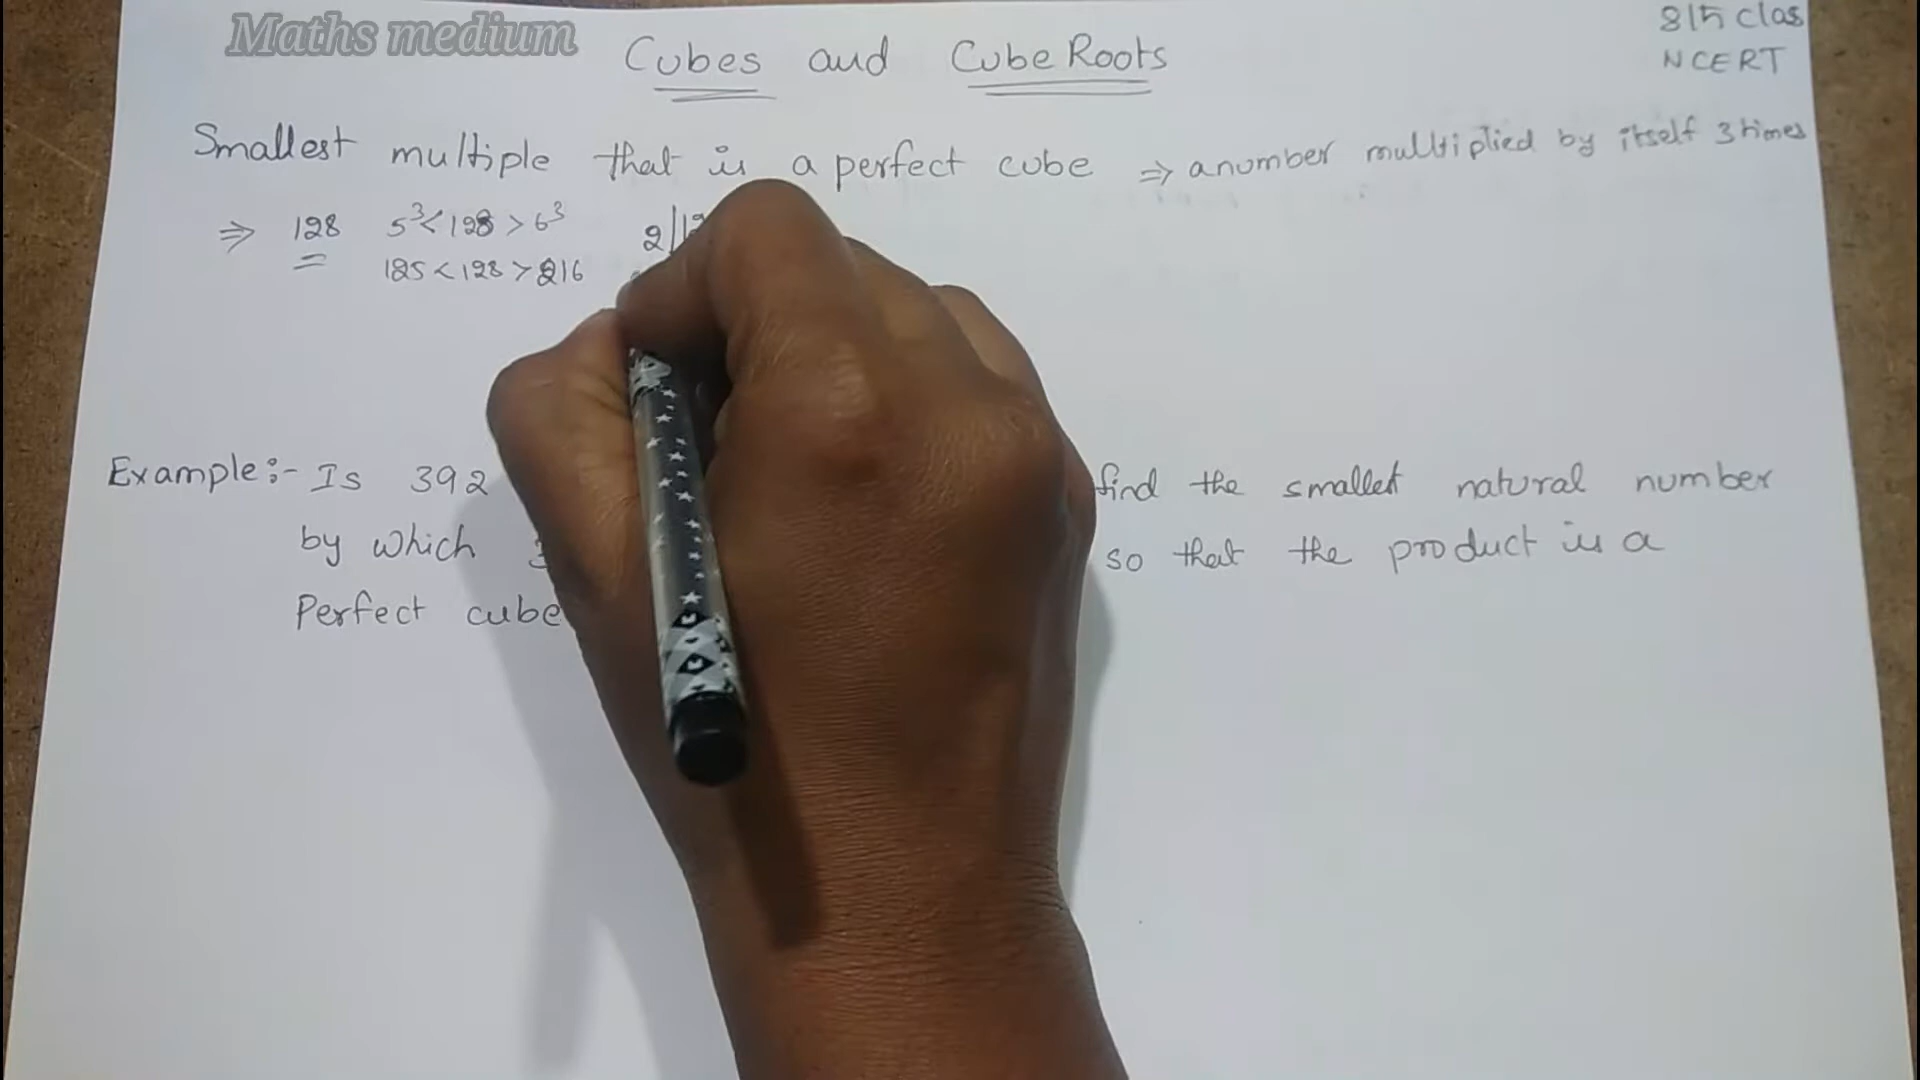 Maths medium
Cubes and Cube Roots
8th Clas
NCERT
Smallest multiple that is a perfect cube ⇒ a number multiplied by itself 3 times
⇒ 128 5³<128>6³ 2
125<128>216
Example:- Is 392 find the smallest natural number
by which so that the product is a
Perfect cube